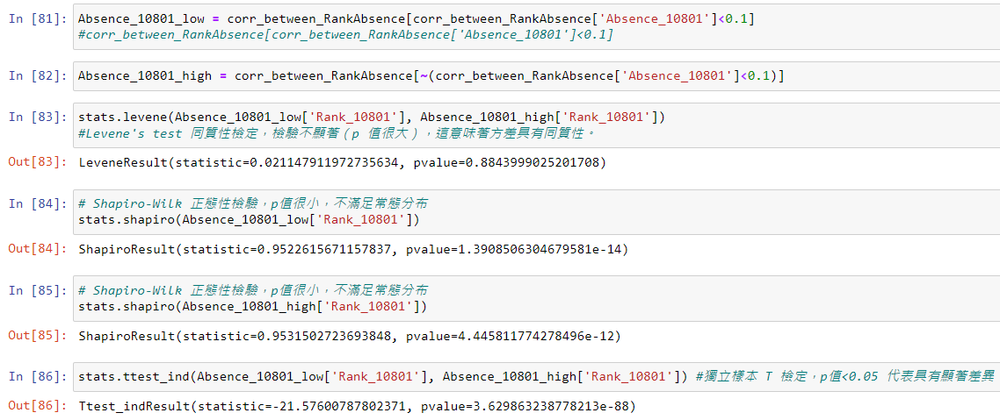 In [81]: Absence_10801_low = corr_between_RankAbsence[corr_between_RankAbsence['Absence_10801']<0.1]
#corr_between_RankAbsence[corr_between_RankAbsence['Absence_10801']<0.1]
In [82]: Absence_10801_high = corr_between_RankAbsence[~(corr_between_RankAbsence['Absence_10801']<0.1)]
In [83]: stats.levene(Absence_10801_low['Rank_10801'], Absence_10801_high['Rank_10801'])
#Levene's test 同質性檢定，檢驗不顯著（p 值很大），這意味著方差具有同質性。
Out[83]: LeveneResult(statistic=0.021147911972735634, pvalue=0.8843999025201708)
In [84]: # Shapiro-Wilk 正態性檢驗，p值很小，不滿足常態分布
stats.shapiro(Absence_10801_low['Rank_10801'])
Out[84]: ShapiroResult(statistic=0.9522615671157837, pvalue=1.3908506304679581e-14)
In [85]: # Shapiro-Wilk 正態性檢驗，p值很小，不滿足常態分布
stats.shapiro(Absence_10801_high['Rank_10801'])
Out[85]: ShapiroResult(statistic=0.9531502723693848, pvalue=4.445811774278496e-12)
In [86]: stats.ttest_ind(Absence_10801_low['Rank_10801'], Absence_10801_high['Rank_10801']) #獨立樣本 T 檢定，p值<0.05 代表具有顯著差異
Out[86]: Ttest_indResult(statistic=-21.57600787802371, pvalue=3.629863238778213e-88)